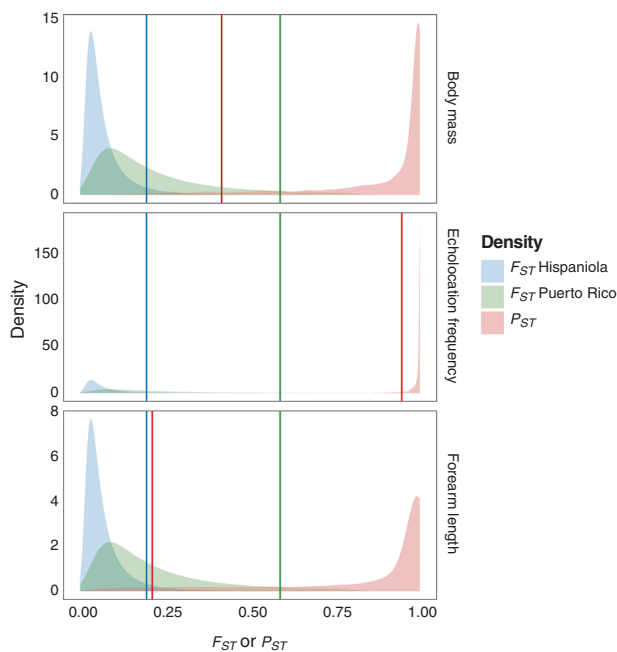 15
10
5
0
Body mass
150
100
50
0
Echolocation frequency
Density
8
6
4
2
0
Forearm length
0.00 0.25 0.50 0.75 1.00
FST or PST
Density
FST Hispaniola
FST Puerto Rico
PST